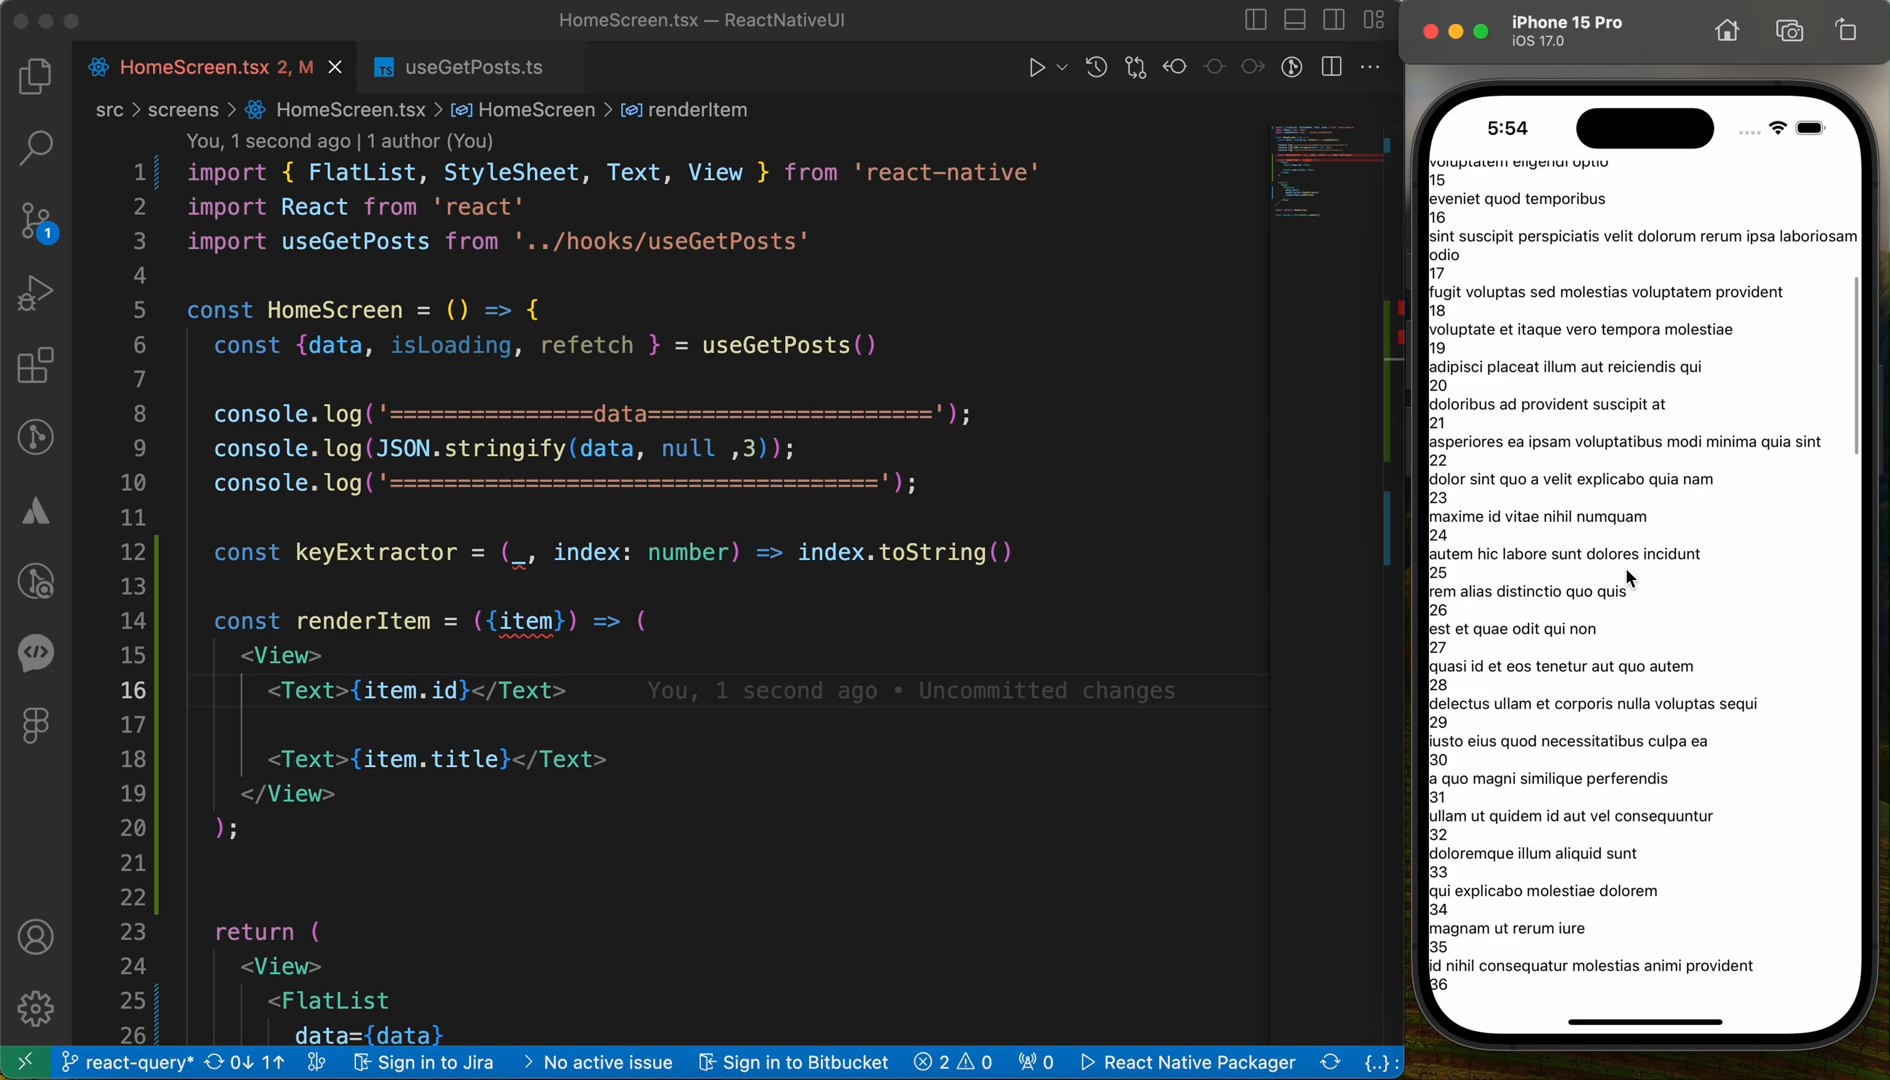 HomeScreen.tsx — ReactNativeUI
HomeScreen.tsx 2, M
TS useGetPosts.ts
src > screens > HomeScreen.tsx > HomeScreen > renderItem
You, 1 second ago | 1 author (You)
1 import { FlatList, StyleSheet, Text, View } from 'react-native'
2 import React from 'react'
3 import useGetPosts from '../hooks/useGetPosts'
4
5 const HomeScreen = () => {
6 const {data, isLoading, refetch } = useGetPosts()
7
8 console.log('===============data=====================');
9 console.log(JSON.stringify(data, null ,3));
10 console.log('====================================');
11
12 const keyExtractor = (_, index: number) => index.toString()
13
14 const renderItem = ({item}) => (
15 <View>
16 <Text>{item.id}</Text> You, 1 second ago • Uncommitted changes
17
18 <Text>{item.title}</Text>
19 </View>
20 );
21
22
23 return (
24 <View>
25 <FlatList
26 data={data}
1
react-query* 0↓ 1↑ Sign in to Jira > No active issue Sign in to Bitbucket 2 0 0 React Native Packager {..} :
iPhone 15 Pro
iOS 17.0
5:54
voluptatem eligendi optio
15
eveniet quod temporibus
16
sint suscipit perspiciatis velit dolorum rerum ipsa laboriosam
odio
17
fugit voluptas sed molestias voluptatem provident
18
voluptate et itaque vero tempora molestiae
19
adipisci placeat illum aut reiciendis qui
20
doloribus ad provident suscipit at
21
asperiores ea ipsam voluptatibus modi minima quia sint
22
dolor sint quo a velit explicabo quia nam
23
maxime id vitae nihil numquam
24
autem hic labore sunt dolores incidunt
25
rem alias distinctio quo quis
26
est et quae odit qui non
27
quasi id et eos tenetur aut quo autem
28
delectus ullam et corporis nulla voluptas sequi
29
iusto eius quod necessitatibus culpa ea
30
a quo magni similique perferendis
31
ullam ut quidem id aut vel consequuntur
32
doloremque illum aliquid sunt
33
qui explicabo molestiae dolorem
34
magnam ut rerum iure
35
id nihil consequatur molestias animi provident
36